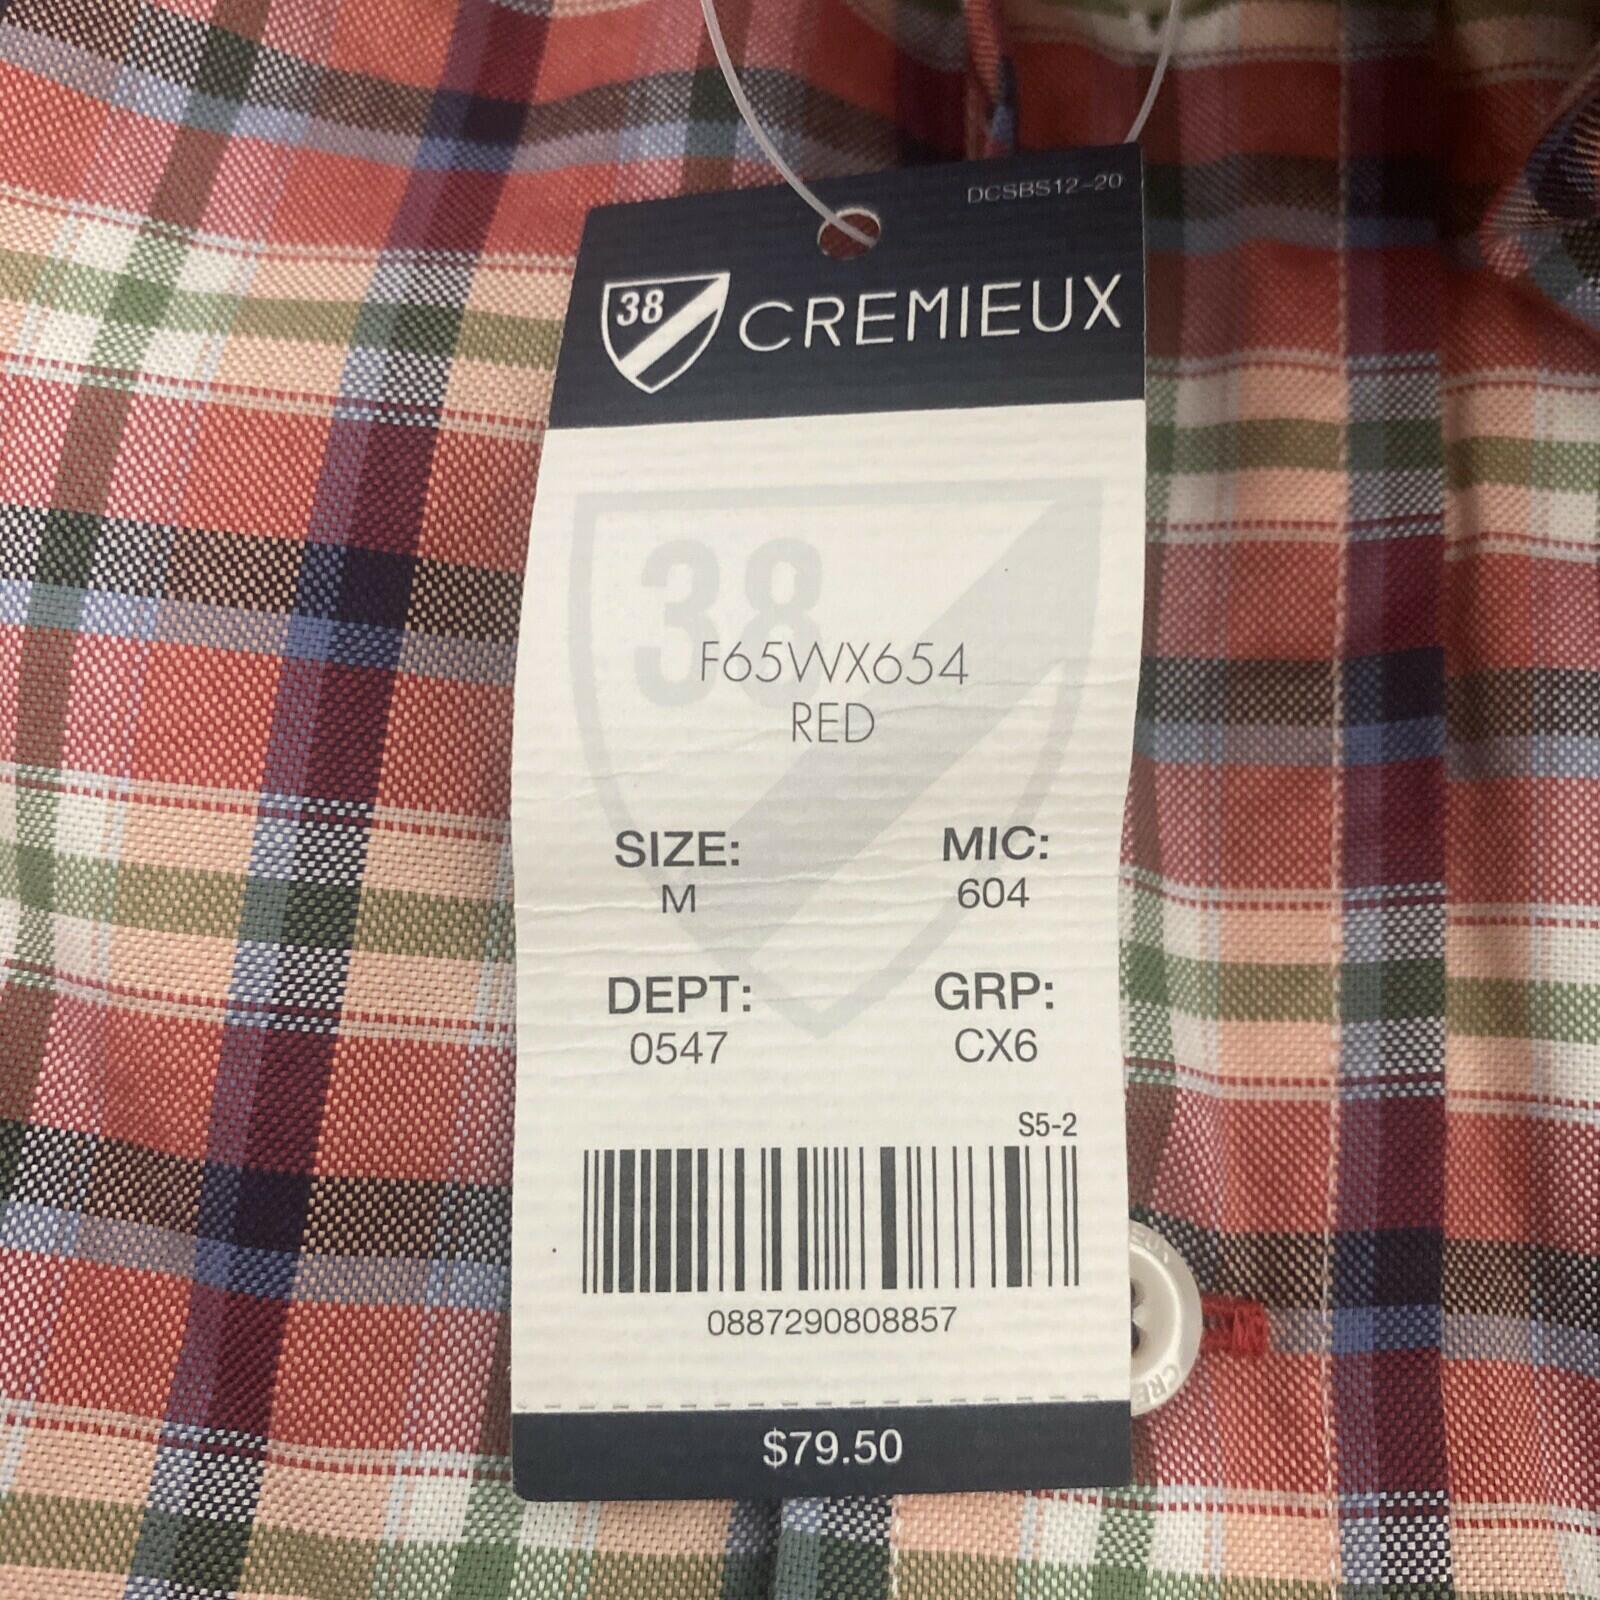 DCSBS12-20
38 CREMIEUX
38
F65WX654
RED
SIZE: MIC:
M 604
DEPT: GRP:
0547 CX6
S5-2
0887290808857
$79.50